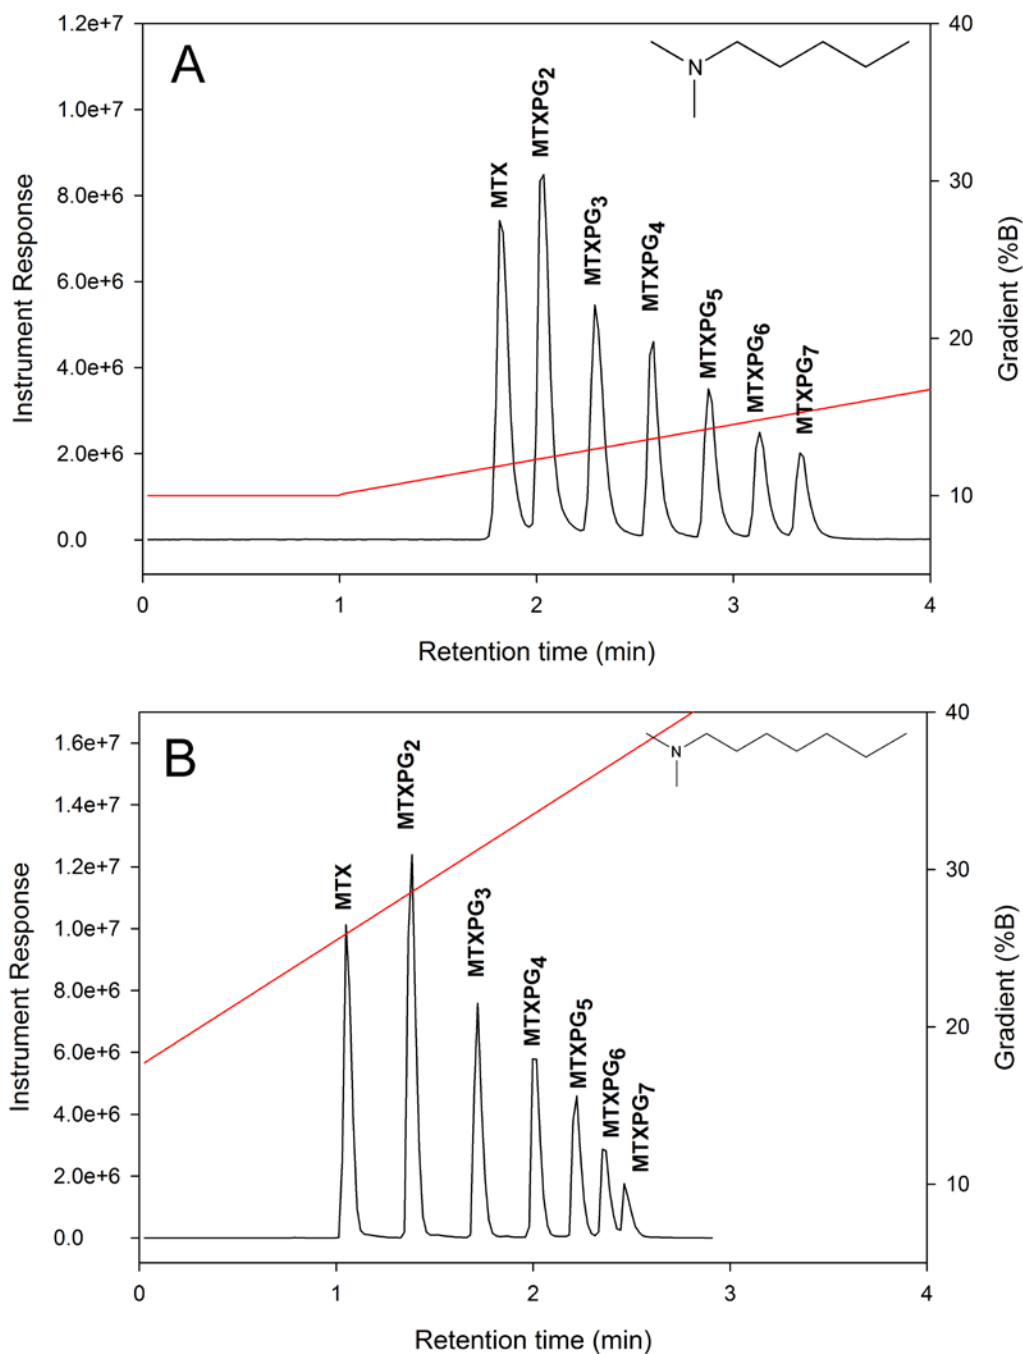 A
1.2e+7
1.0e+7
8.0e+6
6.0e+6
4.0e+6
2.0e+6
0.0
Instrument Response
40
30
20
10
Gradient (%B)
N
MTX
MTXPG2
MTXPG3
MTXPG4
MTXPG5
MTXPG6
MTXPG7
0 1 2 3 4
Retention time (min)
B
1.6e+7
1.4e+7
1.2e+7
1.0e+7
8.0e+6
6.0e+6
4.0e+6
2.0e+6
0.0
Instrument Response
40
30
20
10
Gradient (%B)
N
MTX
MTXPG2
MTXPG3
MTXPG4
MTXPG5
MTXPG6
MTXPG7
0 1 2 3 4
Retention time (min)